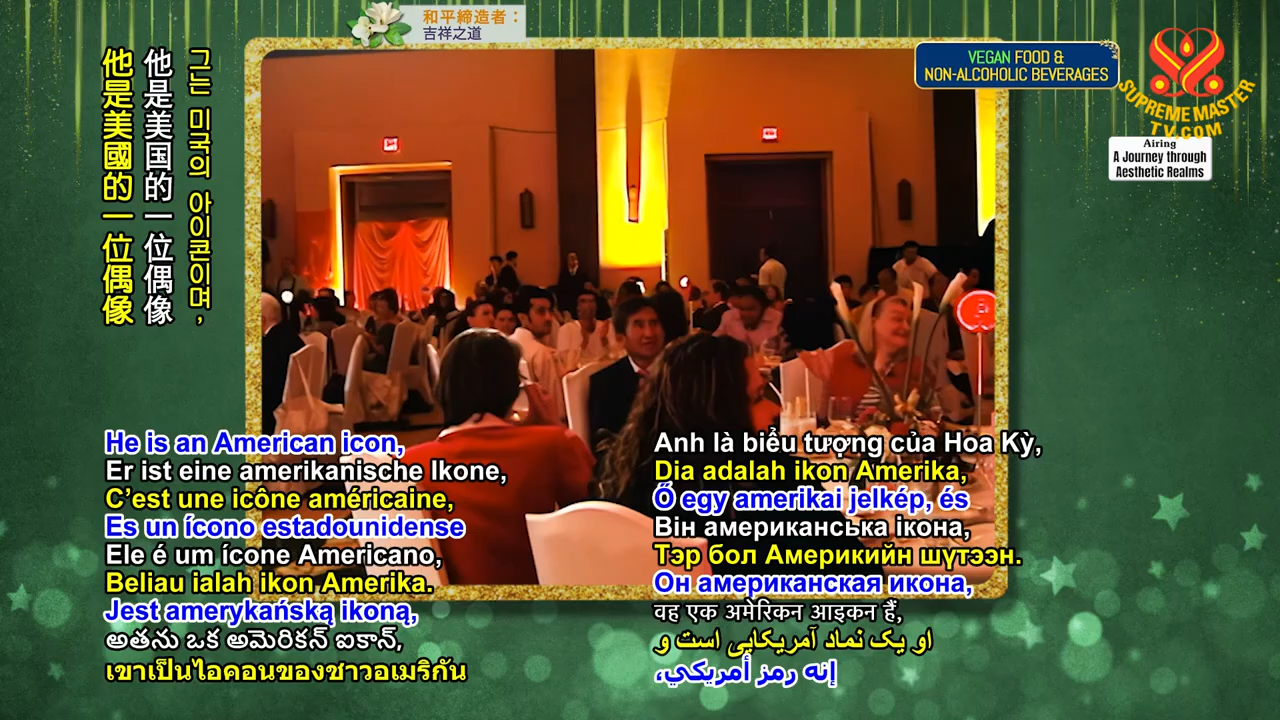 和平締造者：
吉祥之道
VEGAN FOOD &
NON-ALCOHOLIC BEVERAGES
SUPREME MASTER
TV.COM
Airing
A Journey through
Aesthetic Realms
그는 미국의 아이콘이며,
他是美国的一位偶像
他是美國的一位偶像
He is an American icon,
Er ist eine amerikanische Ikone,
C’est une icône américaine,
Es un ícono estadounidense
Ele é um ícone Americano,
Beliau ialah ikon Amerika.
Jest amerykańską ikoną,
అతను ఒక అమెరికన్ ఐకాన్,
เขาเป็นไอคอนของชาวอเมริกัน
Anh là biểu tượng của Hoa Kỳ,
Dia adalah ikon Amerika,
Ő egy amerikai jelkép, és
Він американська ікона,
Тэр бол Америкийн шүтээн.
Он американская икона,
वह एक अमेरिकन आइकन हैं,
او یک نماد آمریکایی است و
إنه رمز أمريكي،